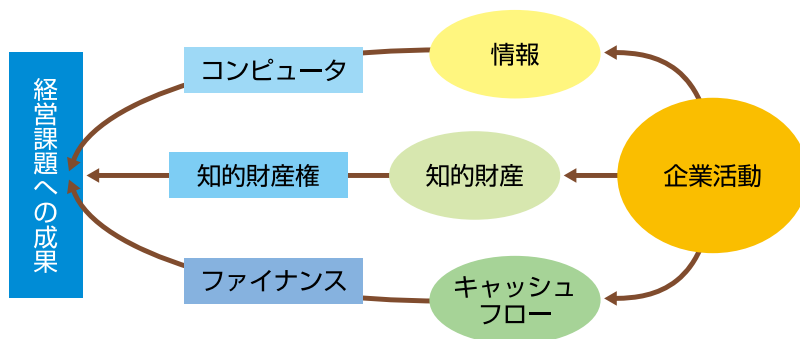 経営課題への成果
コンピュータ
情報
知的財産権
知的財産
企業活動
ファイナンス
キャッシュ
フロー